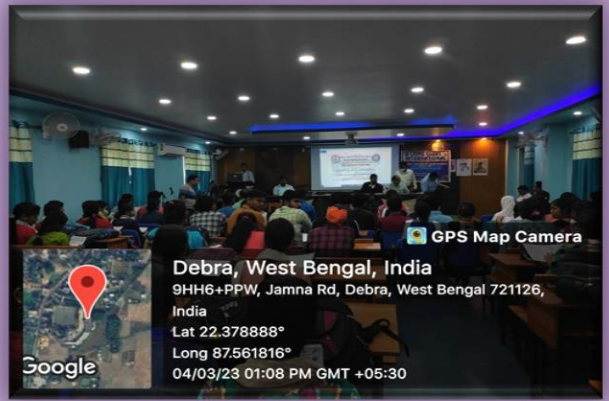 GPS Map Camera
Debra, West Bengal, India
9HH6+PPW, Jamna Rd, Debra, West Bengal 721126,
India
Lat 22.378888°
Long 87.561816°
04/03/23 01:08 PM GMT +05:30
Google